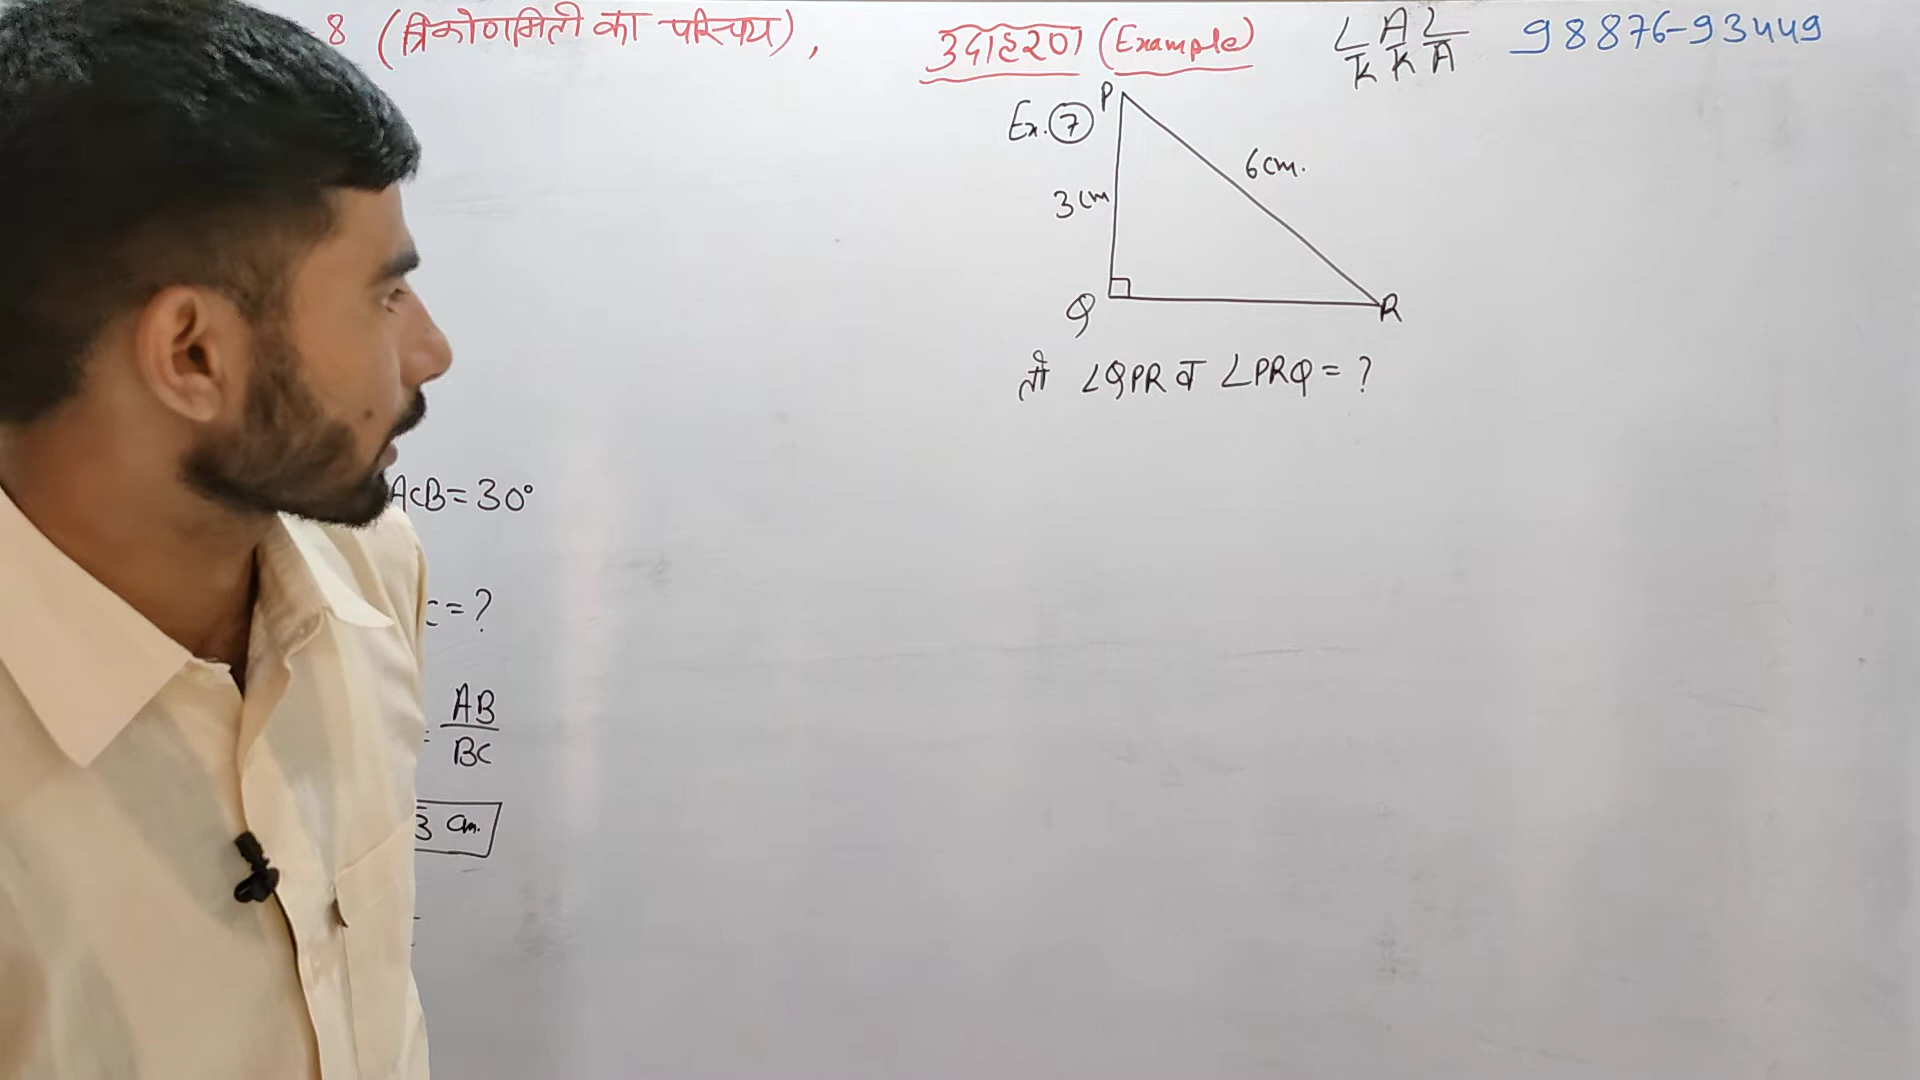 8 (त्रिकोणमिती का परिचय), उदाहरण (Example)
L A L
K K A
98876-93449
Ex. 7
P
6cm.
3cm
Q
R
तो ∠QPR व ∠PRQ = ?
ACB = 30°
C = ?
= AB
BC
3 cm.